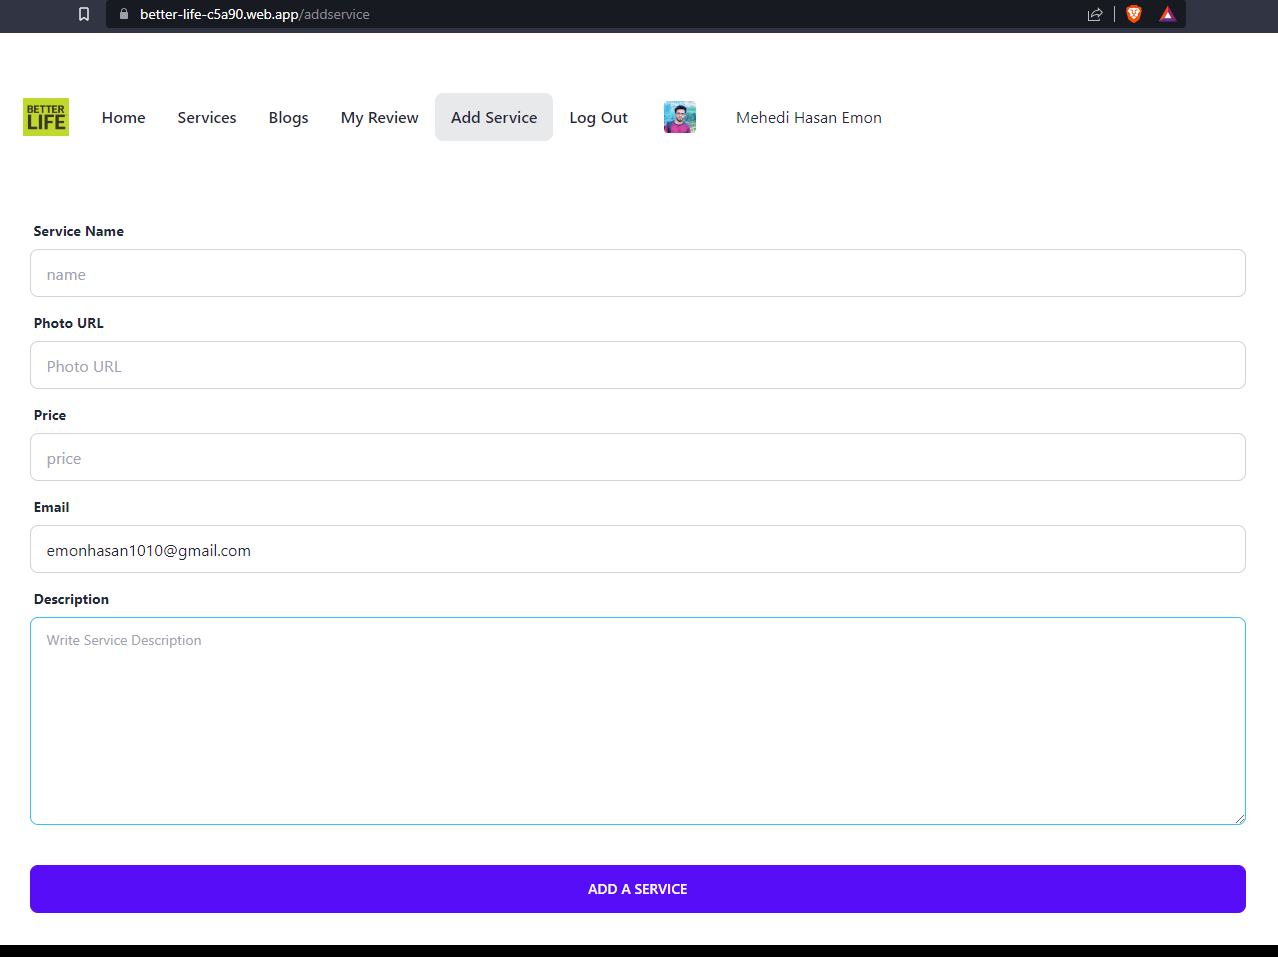 better-life-c5a90.web.app/addservice
BETTER
LIFE
Home Services Blogs My Review Add Service Log Out Mehedi Hasan Emon
Service Name
name
Photo URL
Photo URL
Price
price
Email
emonhasan1010@gmail.com
Description
Write Service Description
ADD A SERVICE